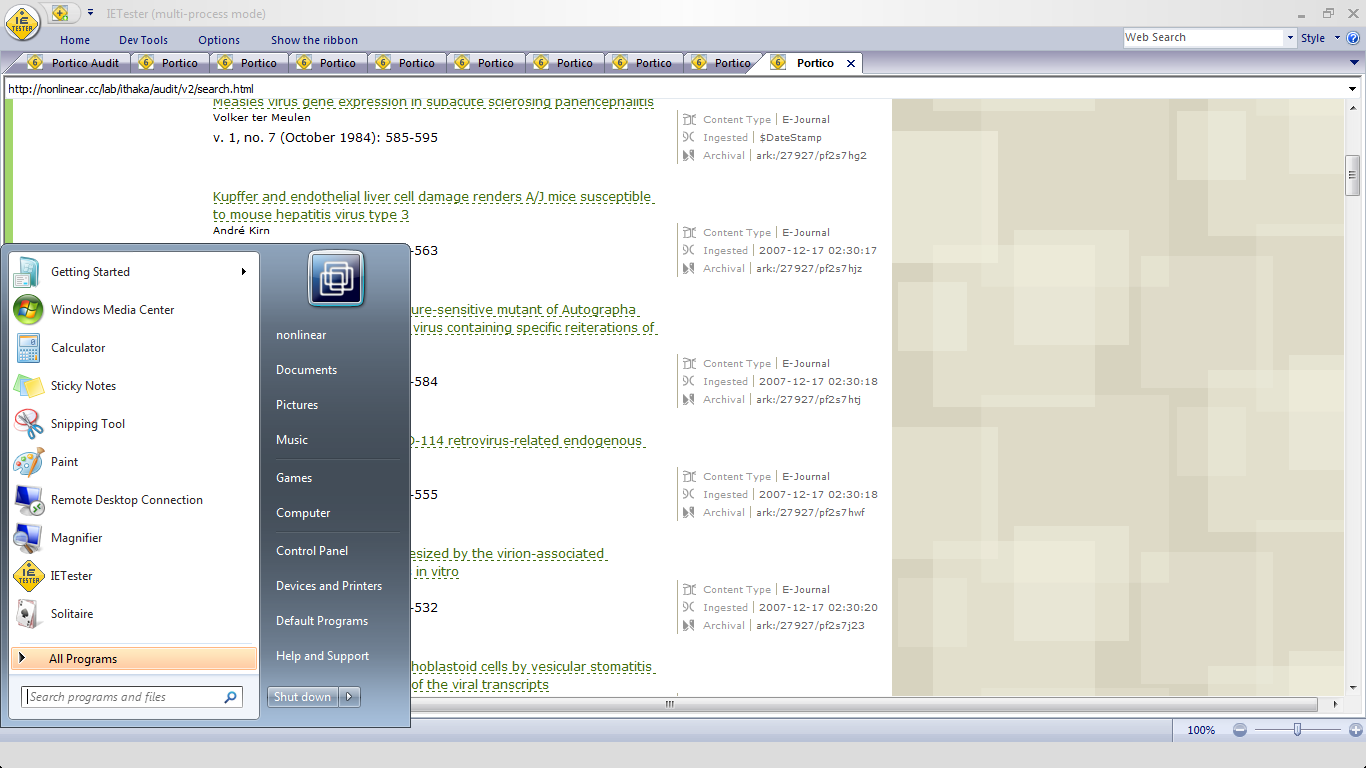 IETester (multi-process mode)
Home Dev Tools Options Show the ribbon
Web Search Style
Portico Audit Portico Portico Portico Portico Portico Portico Portico Portico Portico
http://nonlinear.cc/lab/ithaka/audit/v2/search.html
Measles virus gene expression in subacute sclerosing panencephalitis
Volker ter Meulen
v. 1, no. 7 (October 1984): 585-595
Content Type | E-Journal
Ingested | $DateStamp
Archival | ark:/27927/pf2s7hg2
Kupffer and endothelial liver cell damage renders A/J mice susceptible
to mouse hepatitis virus type 3
André Kirn
-563
Content Type | E-Journal
Ingested | 2007-12-17 02:30:17
Archival | ark:/27927/pf2s7hjz
ure-sensitive mutant of Autographa
virus containing specific reiterations of
-584
Content Type | E-Journal
Ingested | 2007-12-17 02:30:18
Archival | ark:/27927/pf2s7htj
-114 retrovirus-related endogenous
-555
Content Type | E-Journal
Ingested | 2007-12-17 02:30:18
Archival | ark:/27927/pf2s7hwf
esized by the virion-associated
in vitro
-532
Content Type | E-Journal
Ingested | 2007-12-17 02:30:20
Archival | ark:/27927/pf2s7j23
hoblastoid cells by vesicular stomatitis
of the viral transcripts
Getting Started
Windows Media Center
Calculator
Sticky Notes
Snipping Tool
Paint
Remote Desktop Connection
Magnifier
IETester
Solitaire
All Programs
Search programs and files
nonlinear
Documents
Pictures
Music
Games
Computer
Control Panel
Devices and Printers
Default Programs
Help and Support
Shut down
100%